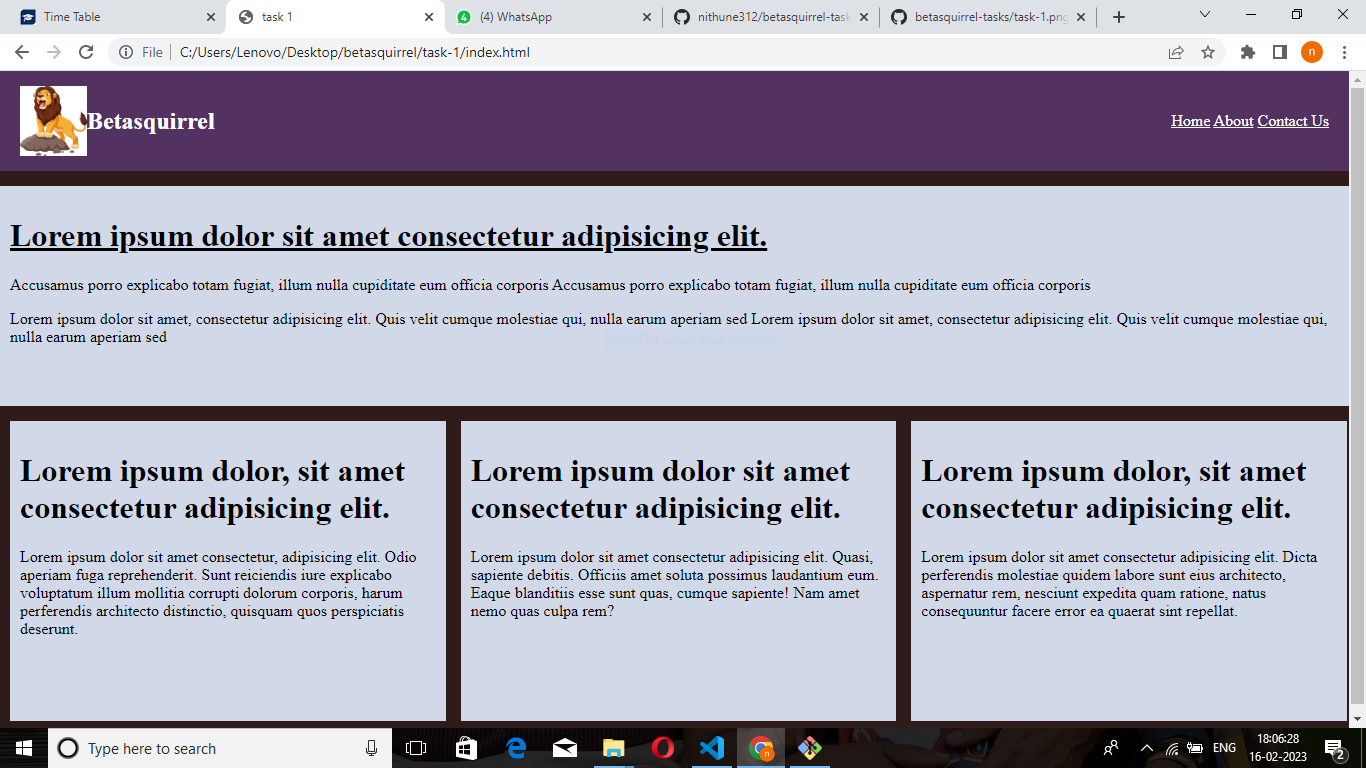 Time Table
task 1
(4) WhatsApp
nithune312/betasquirrel-task
betasquirrel-tasks/task-1.png
File
C:/Users/Lenovo/Desktop/betasquirrel/task-1/index.html
n
Betasquirrel
Home About Contact Us
Lorem ipsum dolor sit amet consectetur adipisicing elit.
Accusamus porro explicabo totam fugiat, illum nulla cupiditate eum officia corporis Accusamus porro explicabo totam fugiat, illum nulla cupiditate eum officia corporis
Lorem ipsum dolor sit amet, consectetur adipisicing elit. Quis velit cumque molestiae qui, nulla earum aperiam sed Lorem ipsum dolor sit amet, consectetur adipisicing elit. Quis velit cumque molestiae qui,
nulla earum aperiam sed
Lorem ipsum dolor, sit amet
consectetur adipisicing elit.
Lorem ipsum dolor sit amet consectetur, adipisicing elit. Odio
aperiam fuga reprehenderit. Sunt reiciendis iure explicabo
voluptatum illum mollitia corrupti dolorum corporis, harum
perferendis architecto distinctio, quisquam quos perspiciatis
deserunt.
Lorem ipsum dolor sit amet
consectetur adipisicing elit.
Lorem ipsum dolor sit amet consectetur adipisicing elit. Quasi,
sapiente debitis. Officiis amet soluta possimus laudantium eum.
Eaque blanditiis esse sunt quas, cumque sapiente! Nam amet
nemo quas culpa rem?
Lorem ipsum dolor, sit amet
consectetur adipisicing elit.
Lorem ipsum dolor sit amet consectetur adipisicing elit. Dicta
perferendis molestiae quidem labore sunt eius architecto,
aspernatur rem, nesciunt expedita quam ratione, natus
consequuntur facere error ea quaerat sint repellat.
Type here to search
ENG
18:06:28
16-02-2023
2